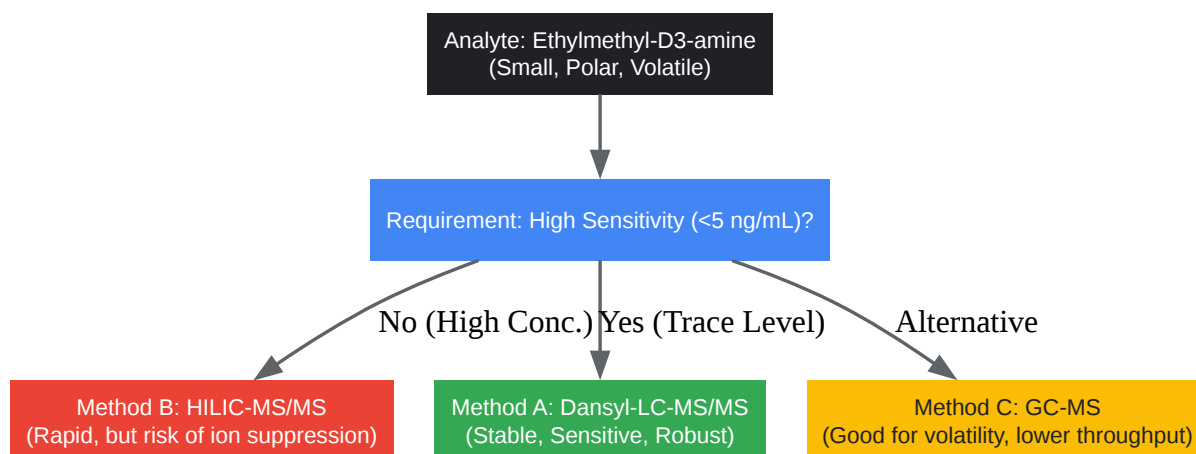 Analyte: Ethylmethyl-D3-amine
(Small, Polar, Volatile)
Requirement: High Sensitivity (<5 ng/mL)?
No (High Conc.)
Yes (Trace Level)
Alternative
Method B: HILIC-MS/MS
(Rapid, but risk of ion suppression)
Method A: Dansyl-LC-MS/MS
(Stable, Sensitive, Robust)
Method C: GC-MS
(Good for volatility, lower throughput)